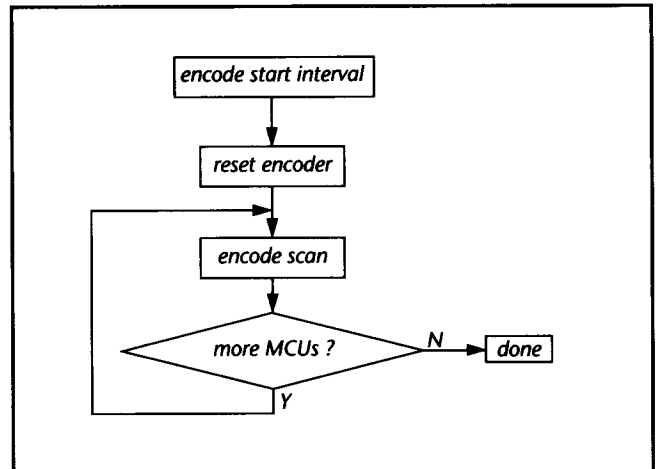 encode start interval
reset encoder
encode scan
more MCUs ?
N
done
Y